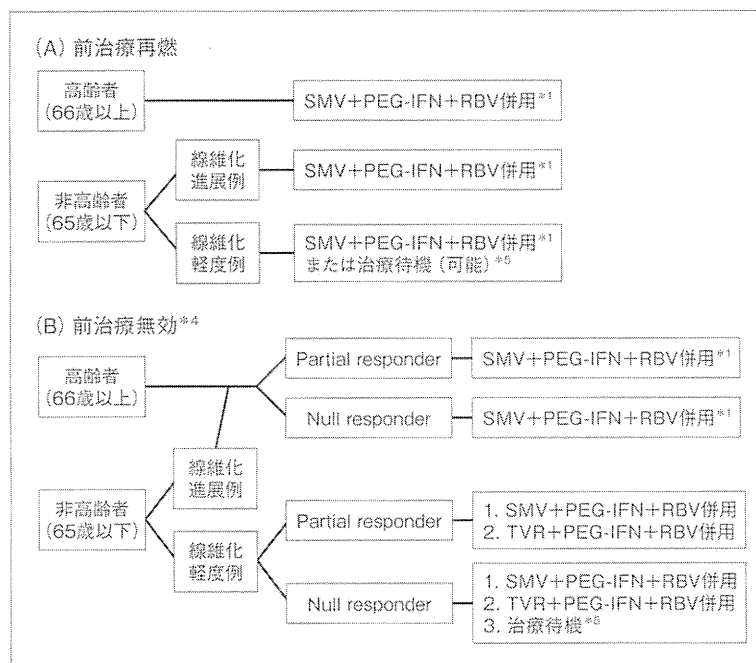 (A) 前治療再燃
高齢者
(66歳以上)
SMV+PEG-IFN+RBV併用*1
線維化
進展例
SMV+PEG-IFN+RBV併用*1
非高齢者
(65歳以下)
線維化
軽度例
SMV+PEG-IFN+RBV併用*1
または治療待機(可能)*5
(B) 前治療無効*4
高齢者
(66歳以上)
Partial responder
SMV+PEG-IFN+RBV併用*1
Null responder
SMV+PEG-IFN+RBV併用*1
線維化
進展例
非高齢者
(65歳以下)
線維化
軽度例
Partial responder
1. SMV+PEG-IFN+RBV併用
2. TVR+PEG-IFN+RBV併用
Null responder
1. SMV+PEG-IFN+RBV併用
2. TVR+PEG-IFN+RBV併用
3. 治療待機*5